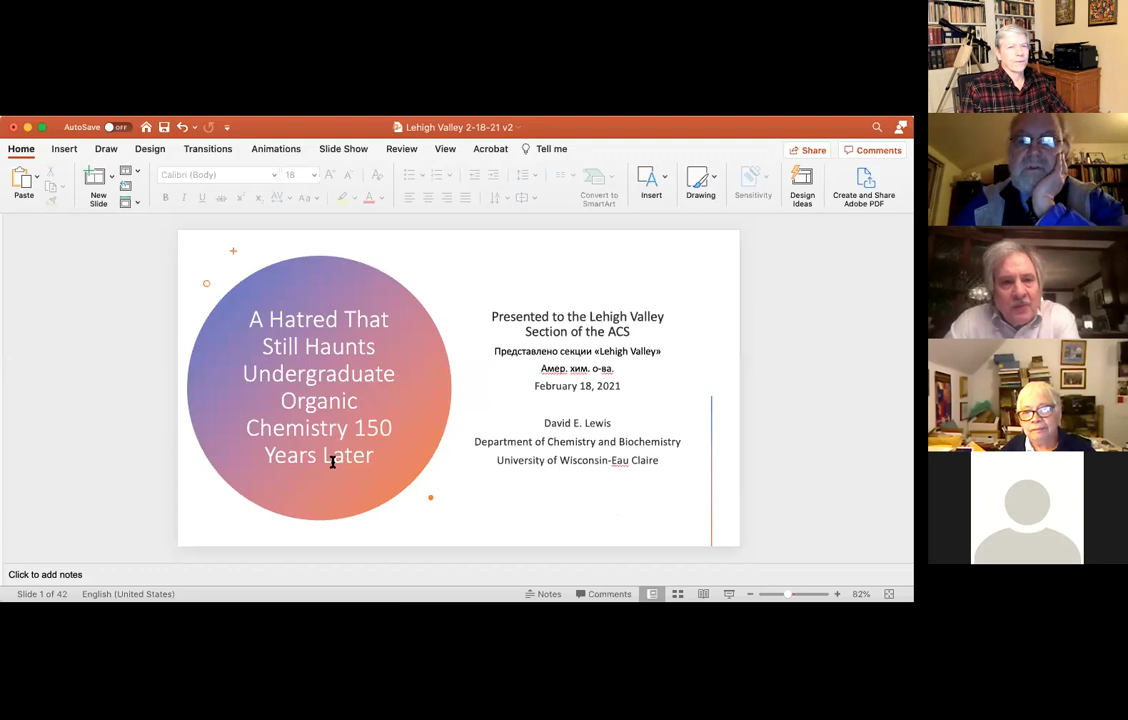 AutoSave OFF
Lehigh Valley 2-18-21 v2
Home Insert Draw Design Transitions Animations Slide Show Review View Acrobat Tell me
Share Comments
Paste
New Slide
Calibri (Body) 18
Convert to SmartArt
Insert
Drawing
Sensitivity
Design Ideas
Create and Share Adobe PDF
A Hatred That
Still Haunts
Undergraduate
Organic
Chemistry 150
Years Later
Presented to the Lehigh Valley
Section of the ACS
Представлено секции «Lehigh Valley»
Амер. хим. о-ва.
February 18, 2021
David E. Lewis
Department of Chemistry and Biochemistry
University of Wisconsin-Eau Claire
Click to add notes
Slide 1 of 42 English (United States) Notes Comments 82%